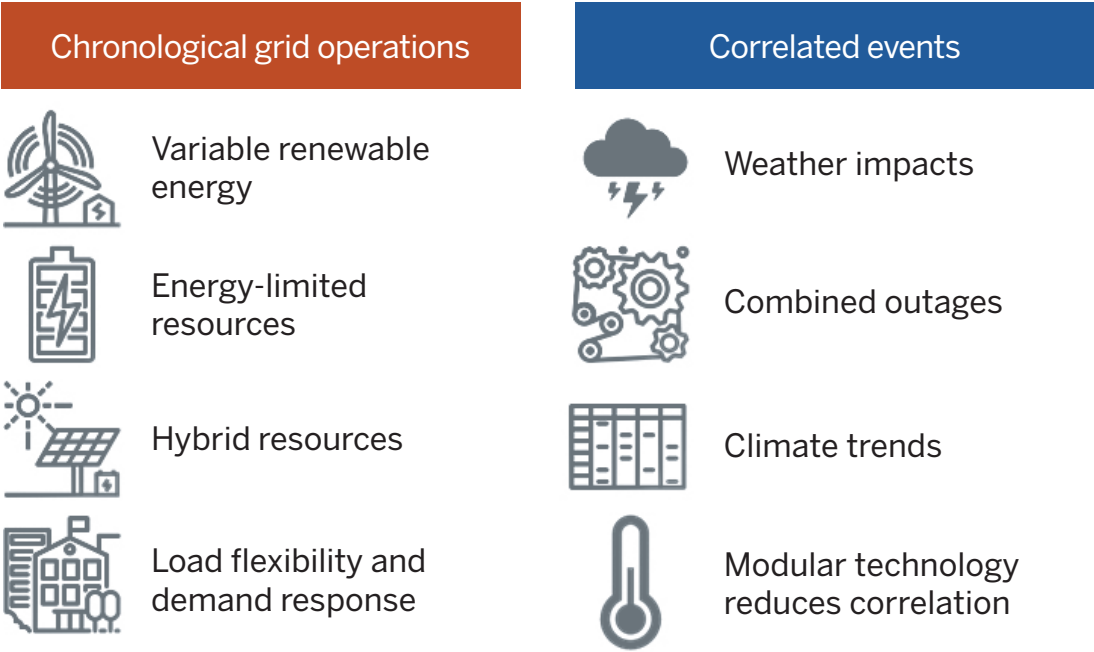 Chronological grid operations
Variable renewable
energy
Energy-limited
resources
Hybrid resources
Load flexibility and
demand response
Correlated events
Weather impacts
Combined outages
Climate trends
Modular technology
reduces correlation